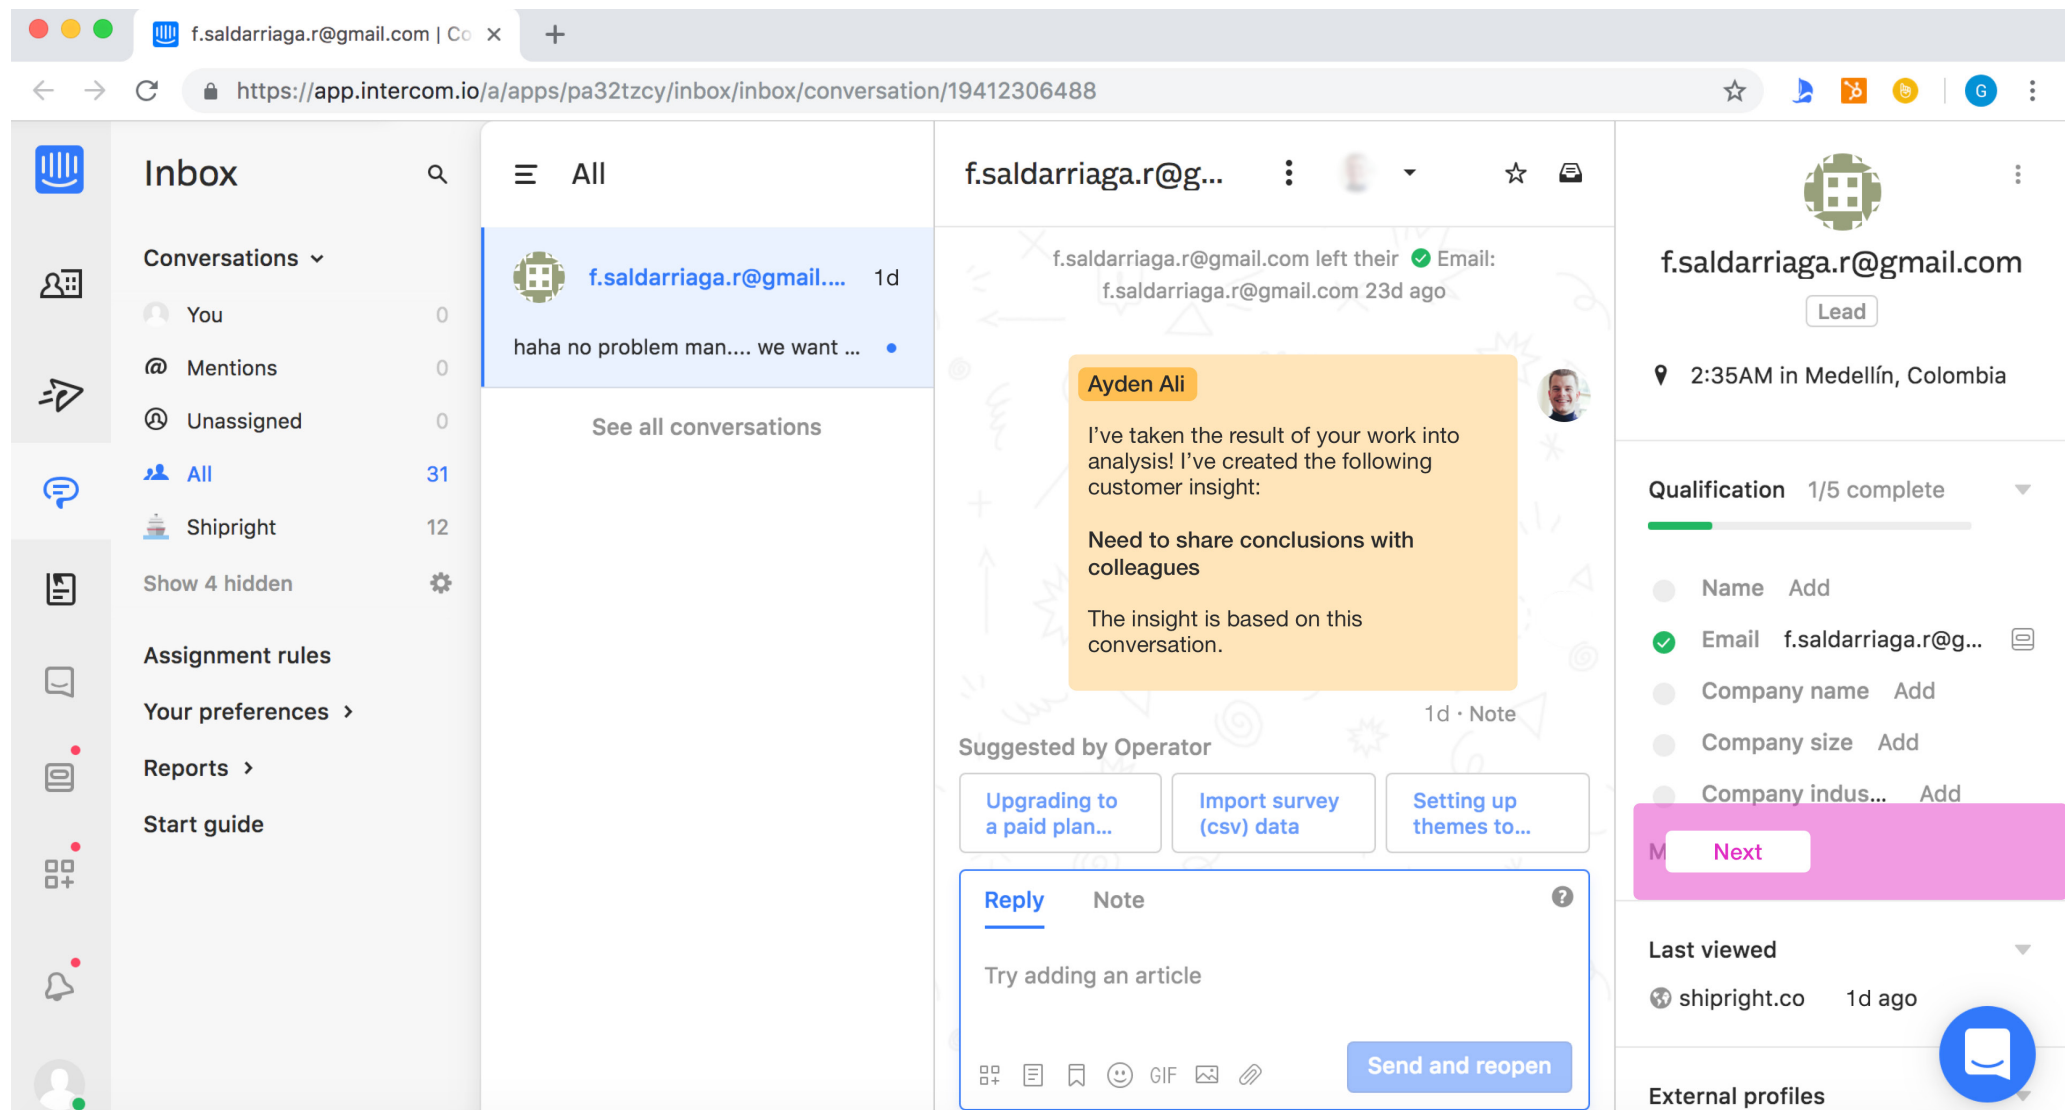 f.saldarriaga.r@gmail.com | Co
https://app.intercom.io/a/apps/pa32tzcy/inbox/inbox/conversation/19412306488
G
Inbox
Conversations
You 0
Mentions 0
Unassigned 0
All 31
Shipright 12
Show 4 hidden
Assignment rules
Your preferences
Reports
Start guide
All
f.saldarriaga.r@gmail.... 1d
haha no problem man.... we want ...
See all conversations
f.saldarriaga.r@g...
f.saldarriaga.r@gmail.com left their Email:
f.saldarriaga.r@gmail.com 23d ago
Ayden Ali
I’ve taken the result of your work into
analysis! I’ve created the following
customer insight:
Need to share conclusions with
colleagues
The insight is based on this
conversation.
1d · Note
Suggested by Operator
Upgrading to
a paid plan...
Import survey
(csv) data
Setting up
themes to...
Reply Note
Try adding an article
GIF
Send and reopen
f.saldarriaga.r@gmail.com
Lead
2:35AM in Medellín, Colombia
Qualification 1/5 complete
Name Add
Email f.saldarriaga.r@g...
Company name Add
Company size Add
Company indus... Add
Next
Last viewed
shipright.co 1d ago
External profiles